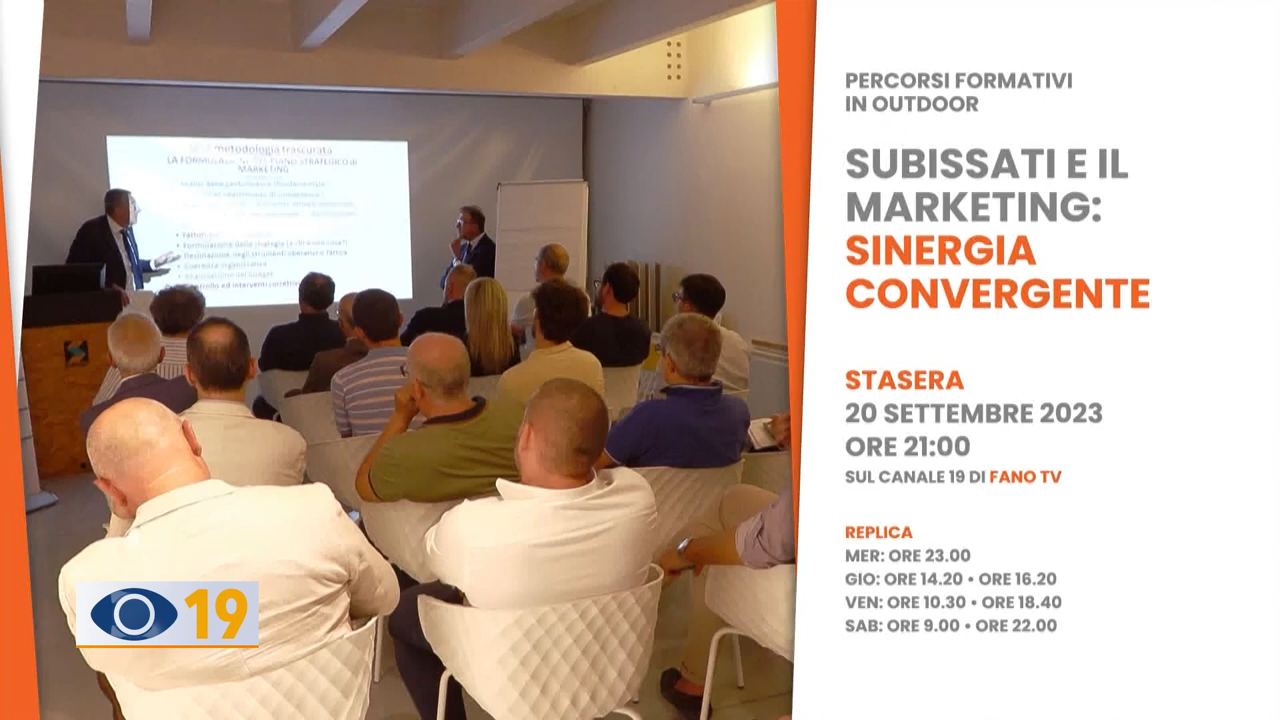 metodologia trascurata
MARKETING
PERCORSI FORMATIVI
IN OUTDOOR
SUBISSATI E IL
MARKETING:
SINERGIA
CONVERGENTE
STASERA
20 SETTEMBRE 2023
ORE 21:00
SUL CANALE 19 DI FANO TV
REPLICA
MER: ORE 23.00
GIO: ORE 14.20 • ORE 16.20
VEN: ORE 10.30 • ORE 18.40
SAB: ORE 9.00 • ORE 22.00
19